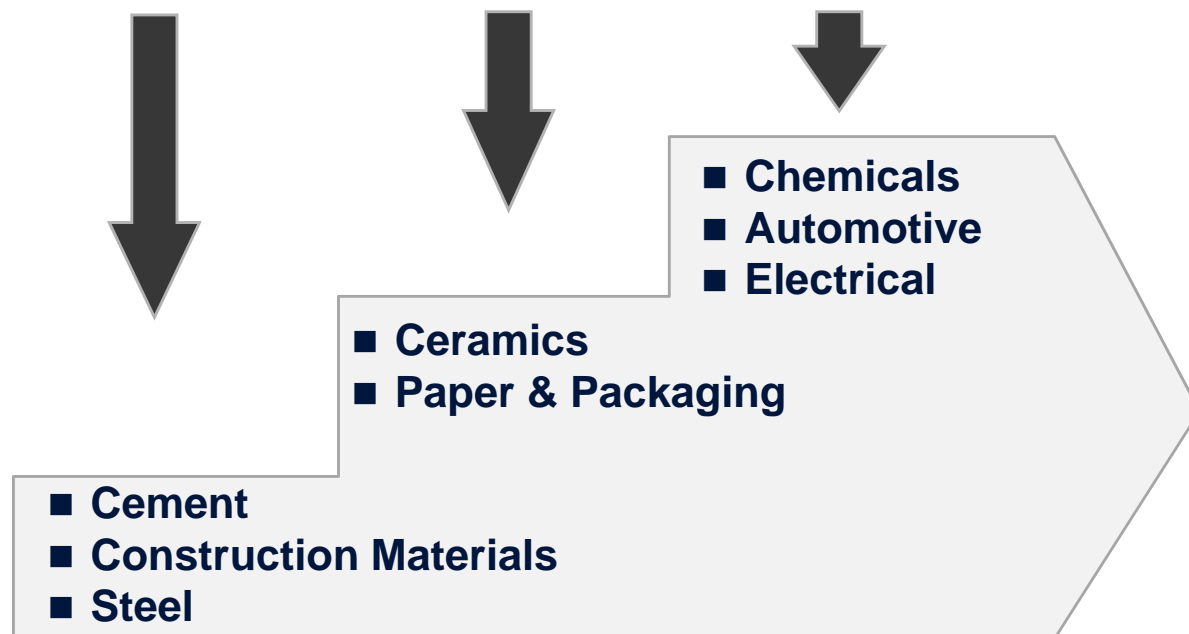 ■ Chemicals
■ Automotive
■ Electrical
■ Ceramics
■ Paper & Packaging
■ Cement
■ Construction Materials
■ Steel